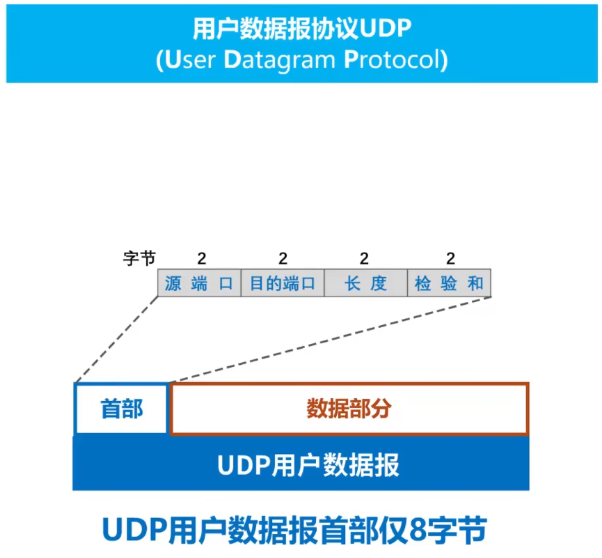 用户数据报协议UDP
(User Datagram Protocol)
字节 2 2 2 2
源端口 目的端口 长度 检验和
首部 数据部分
UDP用户数据报
UDP用户数据报首部仅8字节